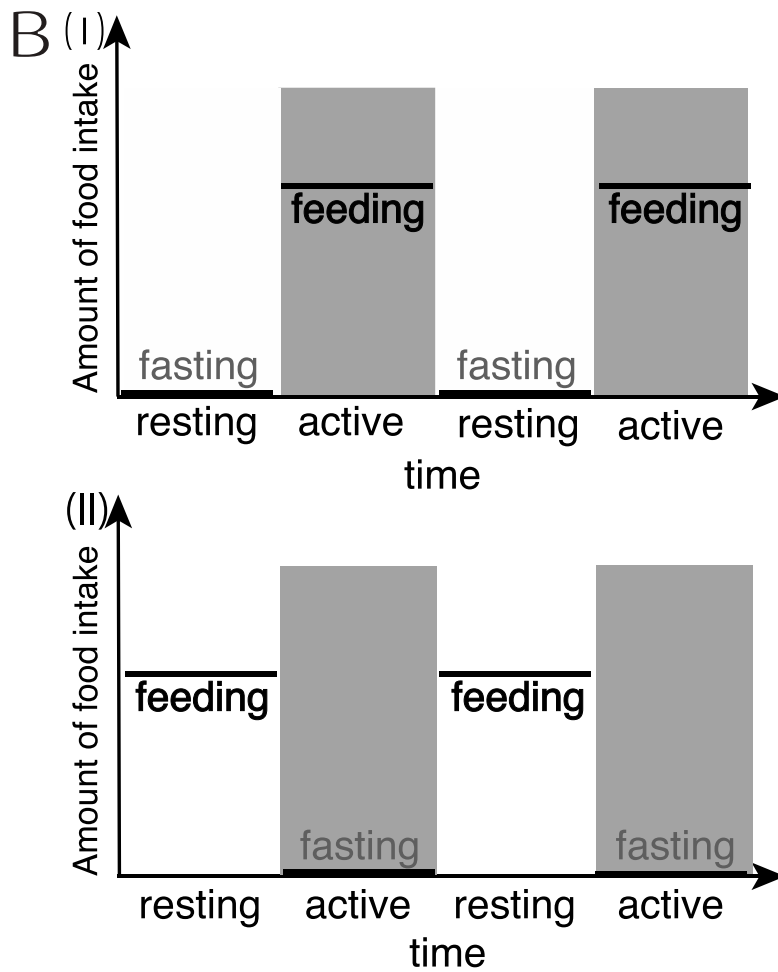 B (I)
Amount of food intake
feeding
feeding
fasting
fasting
resting
active
resting
active
time
(II)
Amount of food intake
feeding
feeding
fasting
fasting
resting
active
resting
active
time